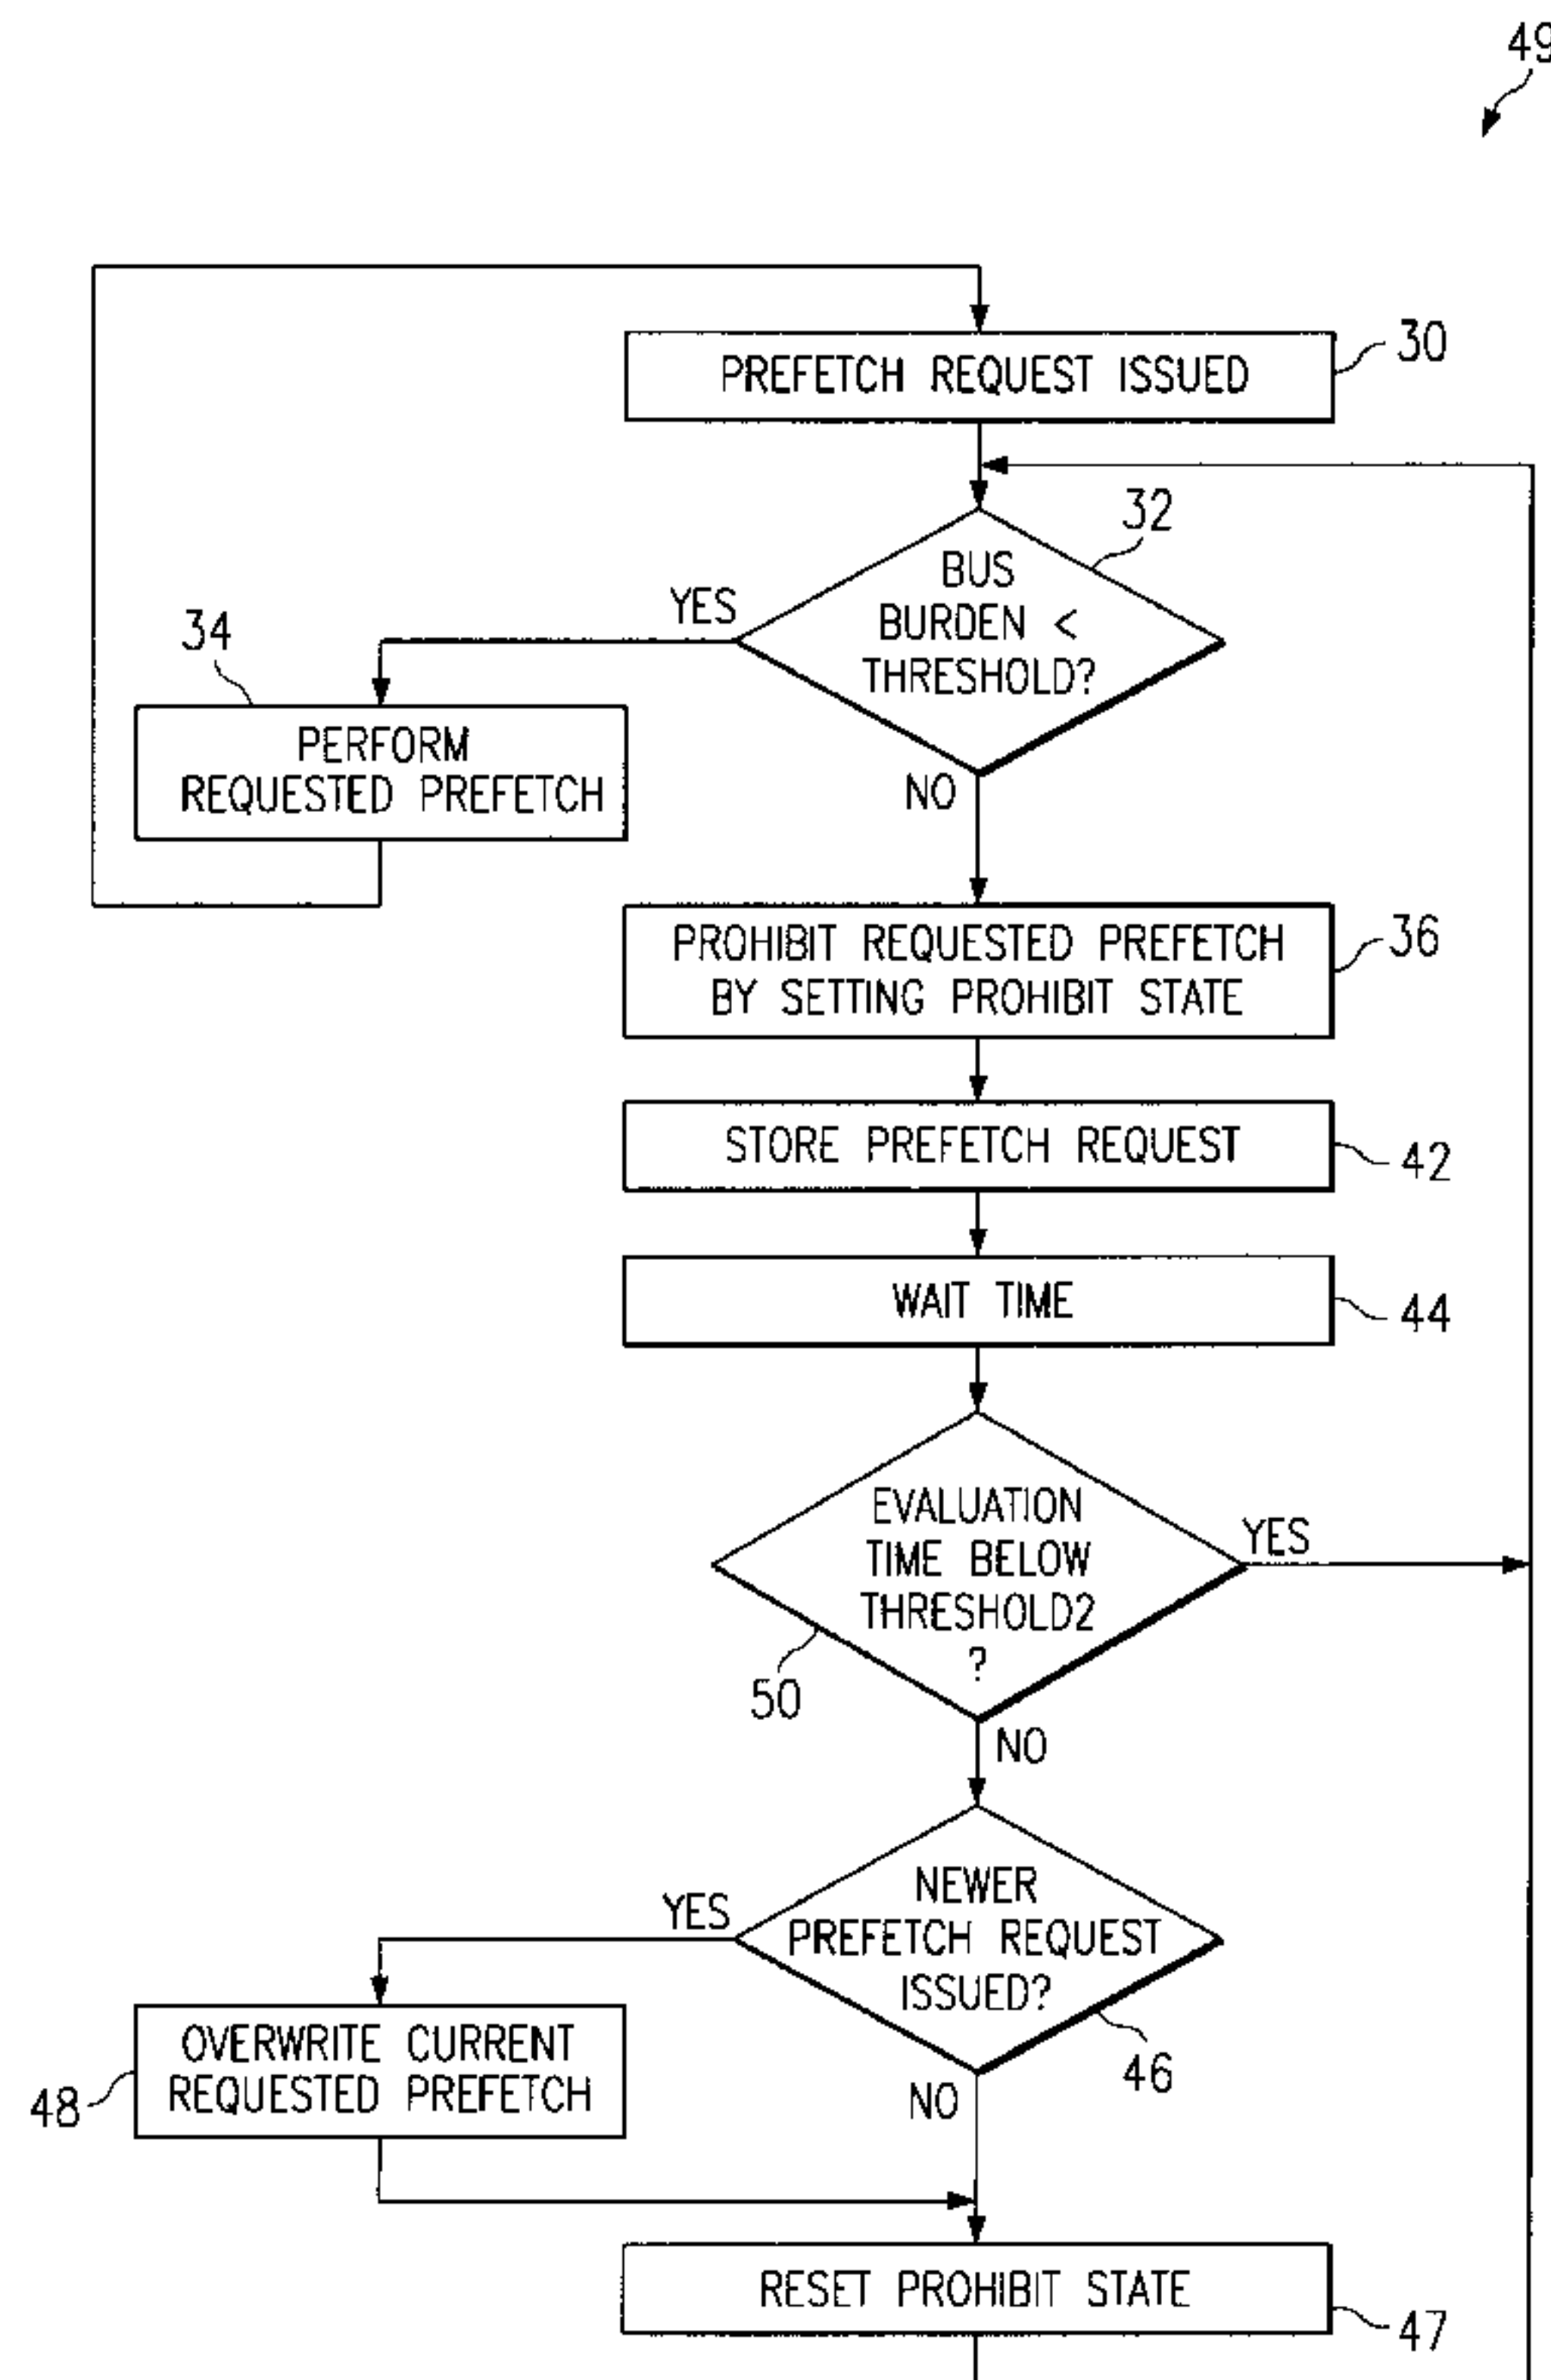 49
PREFETCH REQUEST ISSUED
30
32
BUS
BURDEN <
THRESHOLD?
YES
34
PERFORM
REQUESTED PREFETCH
NO
PROHIBIT REQUESTED PREFETCH
BY SETTING PROHIBIT STATE
36
STORE PREFETCH REQUEST
42
WAIT TIME
44
EVALUATION
TIME BELOW
THRESHOLD2
?
YES
50
NO
NEWER
PREFETCH REQUEST
ISSUED?
YES
46
OVERWRITE CURRENT
REQUESTED PREFETCH
48
NO
RESET PROHIBIT STATE
47